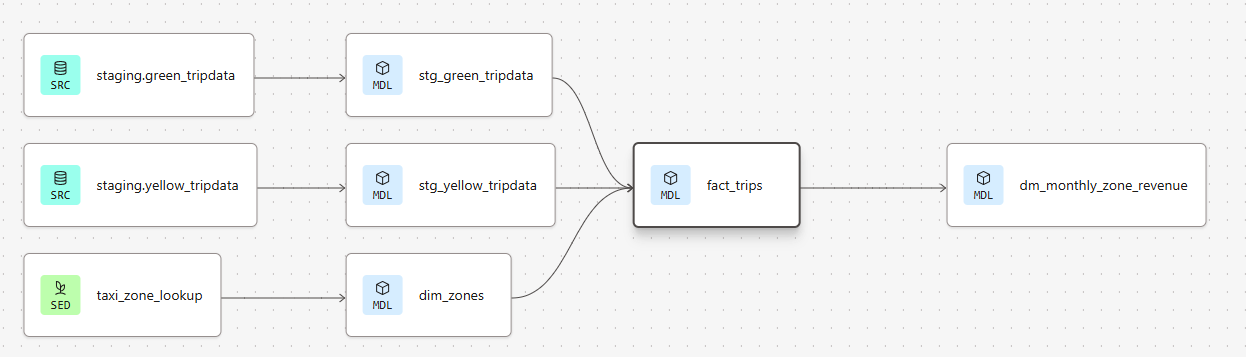 staging.green_tripdata
SRC
stg_green_tripdata
MDL
staging.yellow_tripdata
SRC
stg_yellow_tripdata
MDL
fact_trips
MDL
dm_monthly_zone_revenue
MDL
taxi_zone_lookup
SED
dim_zones
MDL